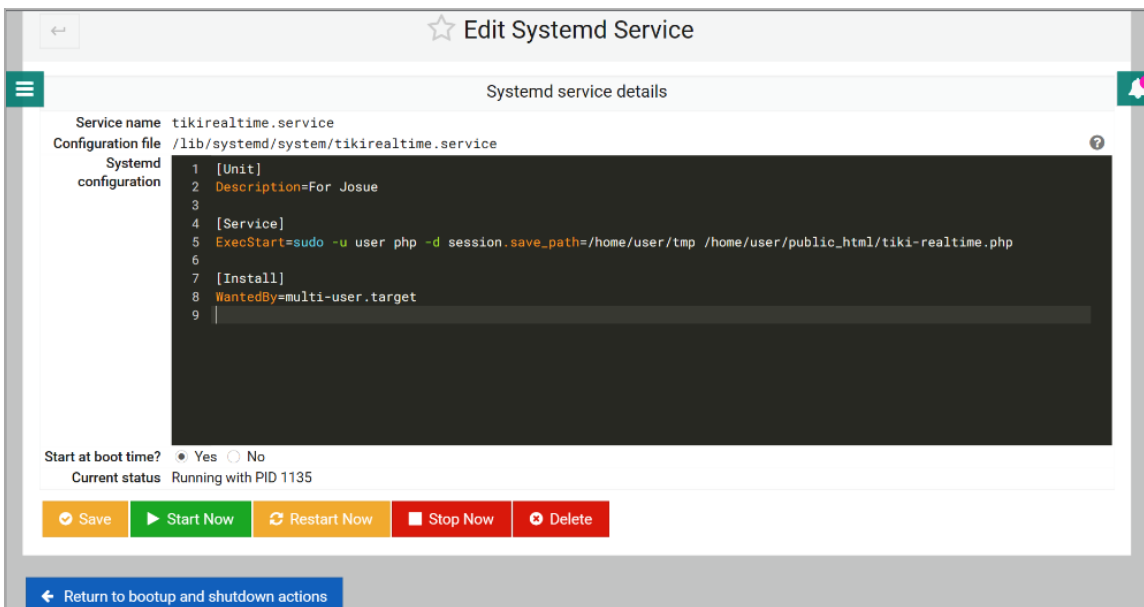 Edit Systemd Service
Systemd service details
Service name tikirealtime.service
Configuration file /lib/systemd/system/tikirealtime.service
Systemd configuration
1 [Unit]
2 Description=For Josue
3
4 [Service]
5 ExecStart=sudo -u user php -d session.save_path=/home/user/tmp /home/user/public_html/tiki-realtime.php
6
7 [Install]
8 WantedBy=multi-user.target
9
Start at boot time? Yes No
Current status Running with PID 1135
Save Start Now Restart Now Stop Now Delete
Return to bootup and shutdown actions